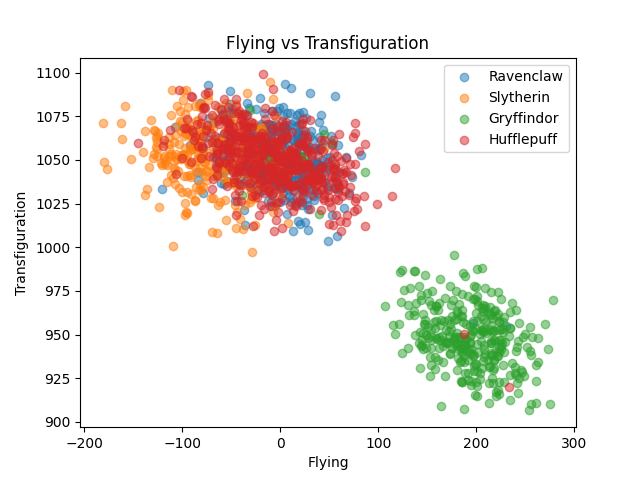 Flying vs Transfiguration
Ravenclaw
Slytherin
Gryffindor
Hufflepuff
1100
1075
1050
1025
1000
975
950
925
900
Transfiguration
−200
−100
0
100
200
300
Flying